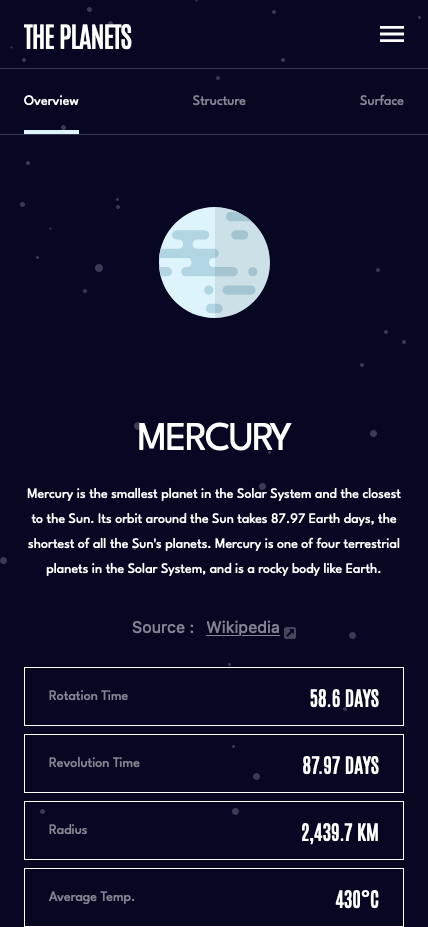 THE PLANETS
Overview Structure Surface
MERCURY
Mercury is the smallest planet in the Solar System and the closest
to the Sun. Its orbit around the Sun takes 87.97 Earth days, the
shortest of all the Sun's planets. Mercury is one of four terrestrial
planets in the Solar System, and is a rocky body like Earth.
Source : Wikipedia
Rotation Time 58.6 DAYS
Revolution Time 87.97 DAYS
Radius 2,439.7 KM
Average Temp. 430°C